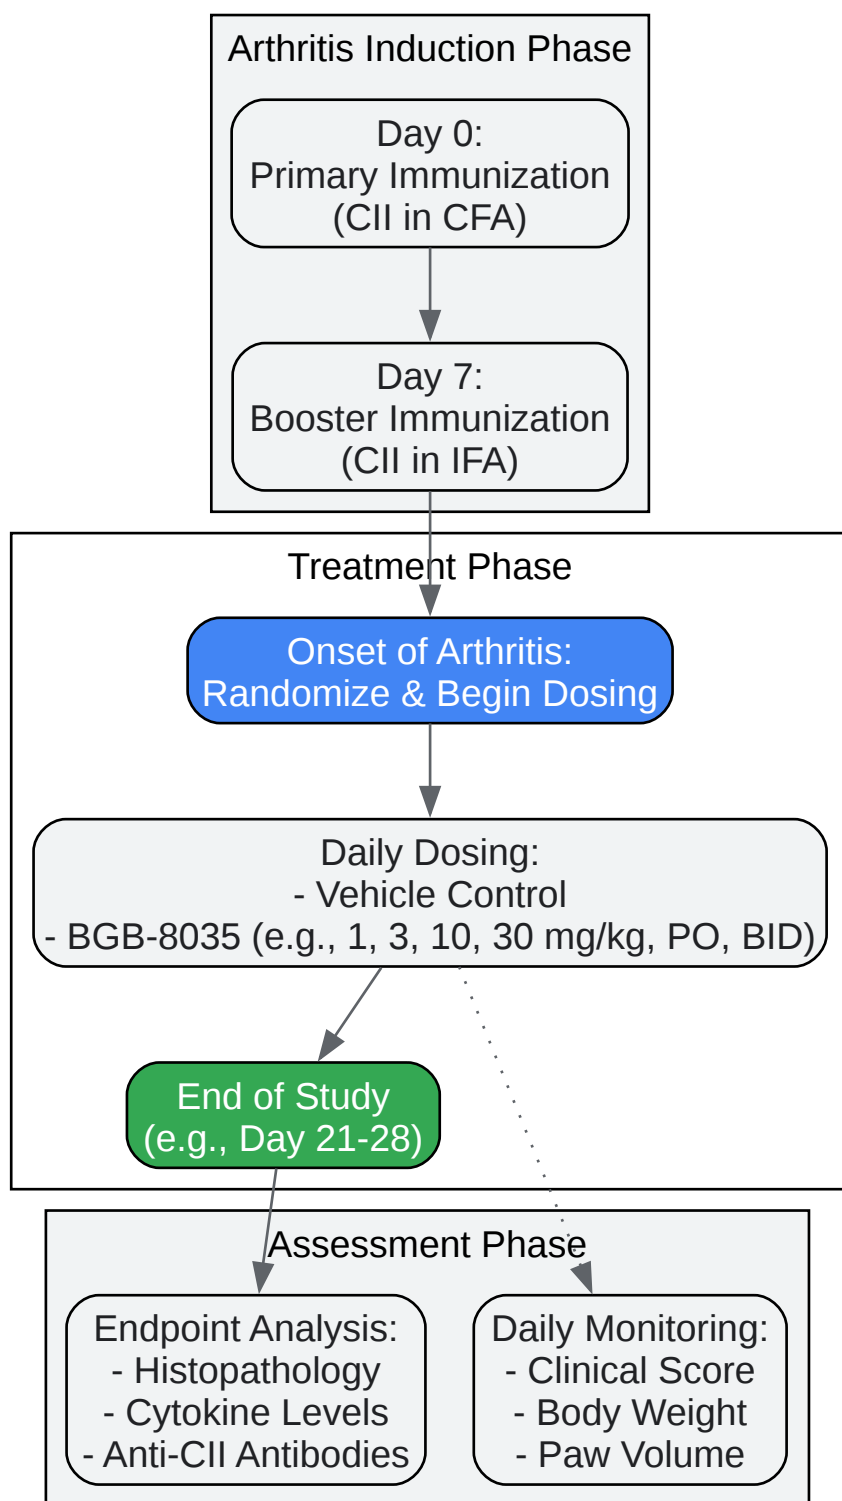 Arthritis Induction Phase
Day 0:
Primary Immunization
(CII in CFA)
Day 7:
Booster Immunization
(CII in IFA)
Treatment Phase
Onset of Arthritis:
Randomize & Begin Dosing
Daily Dosing:
- Vehicle Control
- BGB-8035 (e.g., 1, 3, 10, 30 mg/kg, PO, BID)
End of Study
(e.g., Day 21-28)
Assessment Phase
Endpoint Analysis:
- Histopathology
- Cytokine Levels
- Anti-CII Antibodies
Daily Monitoring:
- Clinical Score
- Body Weight
- Paw Volume